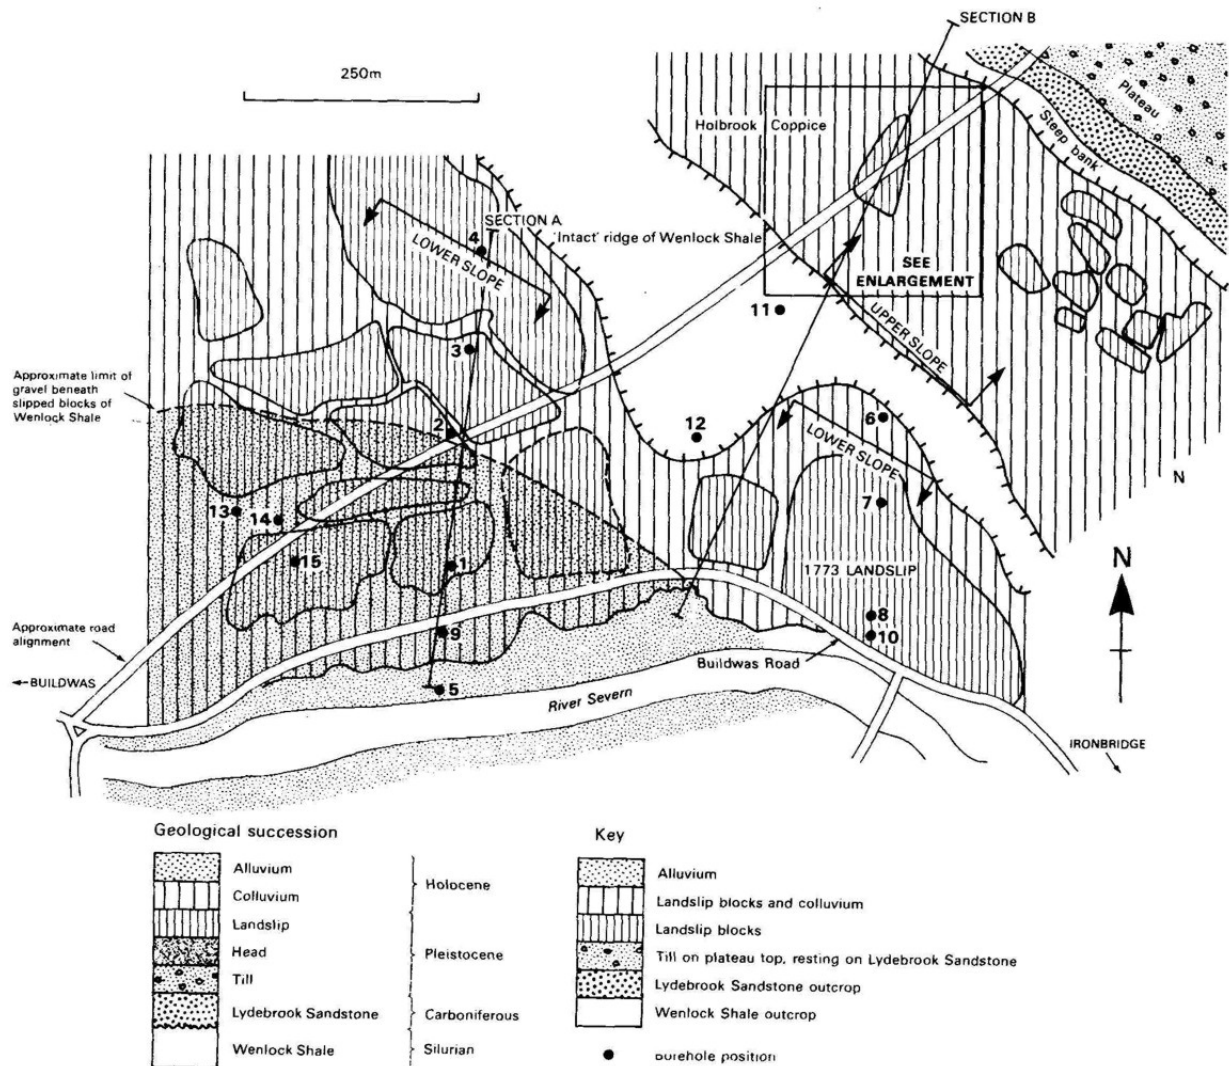 SECTION B
250m
Plateau
Steep bank
Holbrook Coppice
SECTION A
'Intact' ridge of Wenlock Shale
4
LOWER SLOPE
SEE
ENLARGEMENT
11
UPPER SLOPE
3
Approximate limit of
gravel beneath
slipped blocks of
Wenlock Shale
2
12
6
LOWER SLOPE
N
7
13
14
15
1
1773 LANDSLIP
N
8
10
9
Approximate road
alignment
BUILDWAS
Buildwas Road
5
River Severn
IRONBRIDGE
Geological succession
Alluvium
Colluvium
Landslip
Head
Till
Lydebrook Sandstone
Wenlock Shale
Holocene
Pleistocene
Carboniferous
Silurian
Key
Alluvium
Landslip blocks and colluvium
Landslip blocks
Till on plateau top, resting on Lydebrook Sandstone
Lydebrook Sandstone outcrop
Wenlock Shale outcrop
borehole position